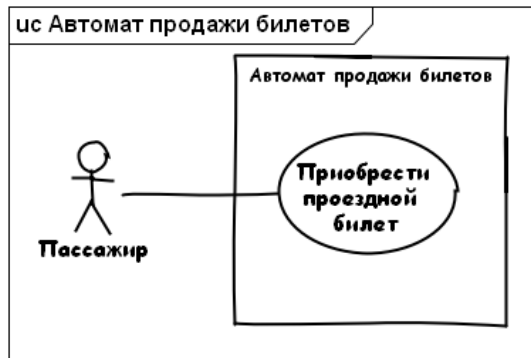 uc Автомат продажи билетов
Автомат продажи билетов
Приобрести
проездной
билет
Пассажир